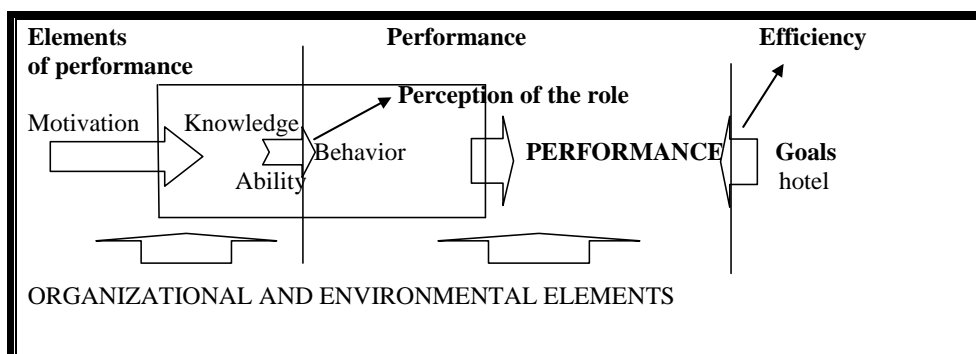 Elements
of performance
Performance
Efficiency
Perception of the role
Motivation
Knowledge
Behavior
Ability
PERFORMANCE
Goals
hotel
ORGANIZATIONAL AND ENVIRONMENTAL ELEMENTS